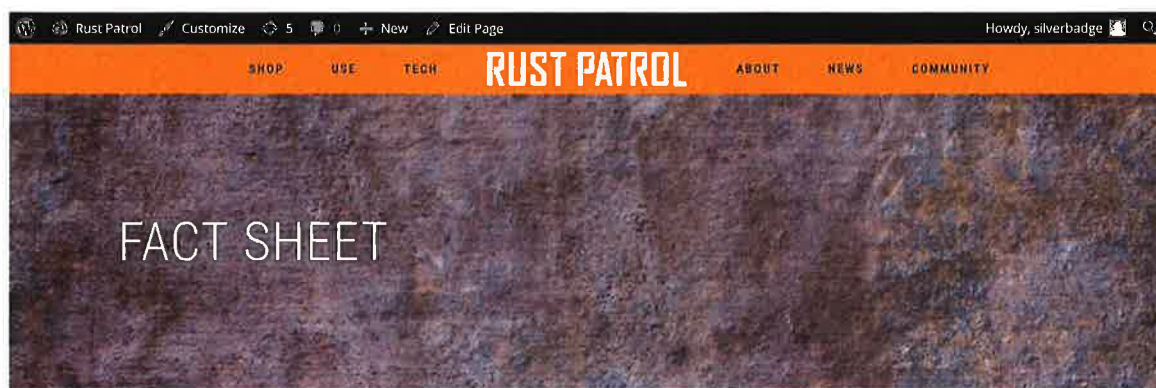 Rust Patrol Customize 5 0 New Edit Page Howdy, silverbadge
SHOP USE TECH RUST PATROL ABOUT NEWS COMMUNITY
FACT SHEET